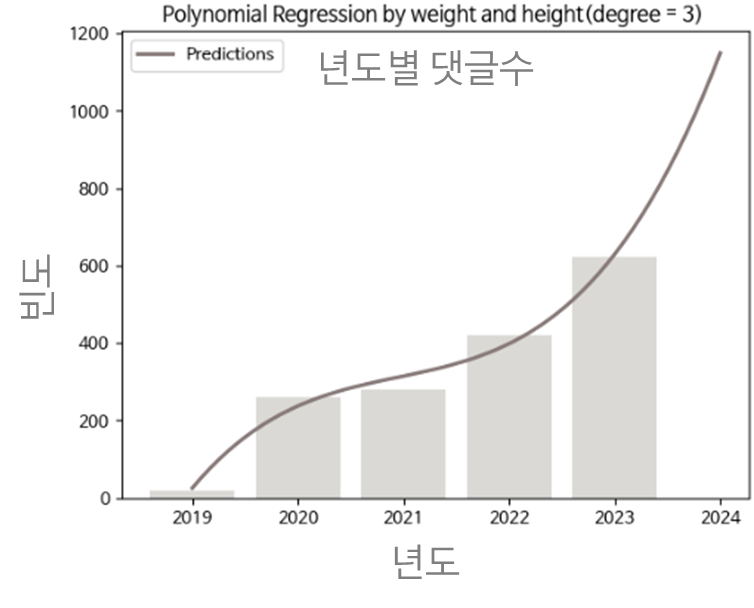 Polynomial Regression by weight and height(degree = 3)
Predictions
년도별 댓글수
1200
1000
800
600
400
200
0
빈도
2019 2020 2021 2022 2023 2024
년도